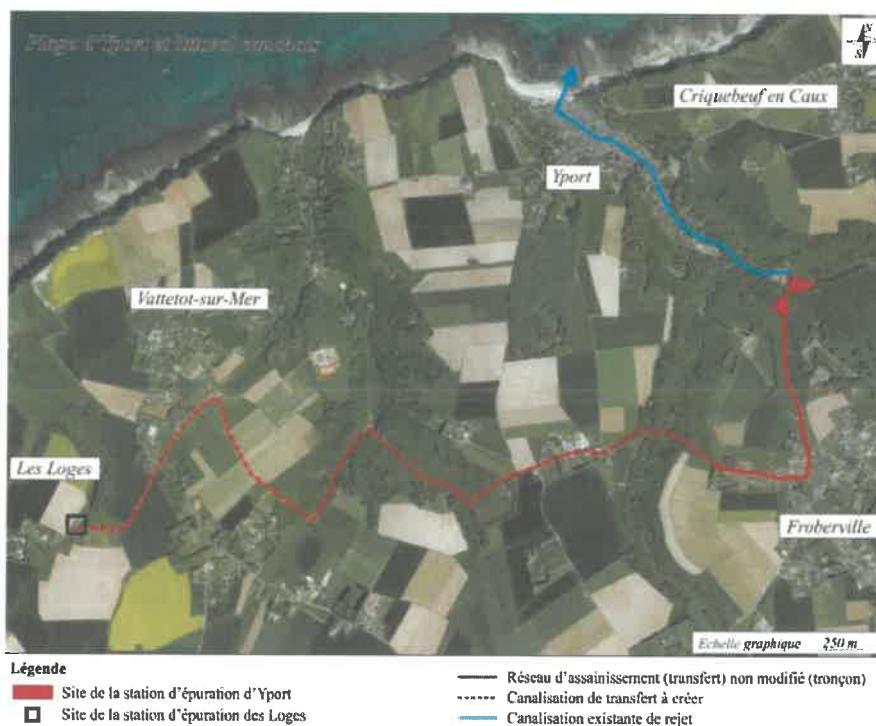 Plage d'Yport et littoral
N
S
Criquebeuf en Caux
Yport
Vattetot-sur-Mer
Les Loges
Froberville
Echelle graphique 250 m
Légende
Site de la station d'épuration d'Yport
Site de la station d'épuration des Loges
Réseau d'assainissement (transfert) non modifié (tronçon)
Canalisation de transfert à créer
Canalisation existante de rejet